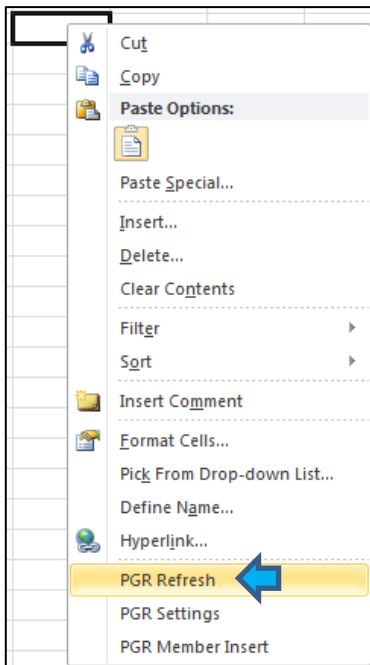 Cut
Copy
Paste Options:
Paste Special...
Insert...
Delete...
Clear Contents
Filter
Sort
Insert Comment
Format Cells...
Pick From Drop-down List...
Define Name...
Hyperlink...
PGR Refresh
PGR Settings
PGR Member Insert